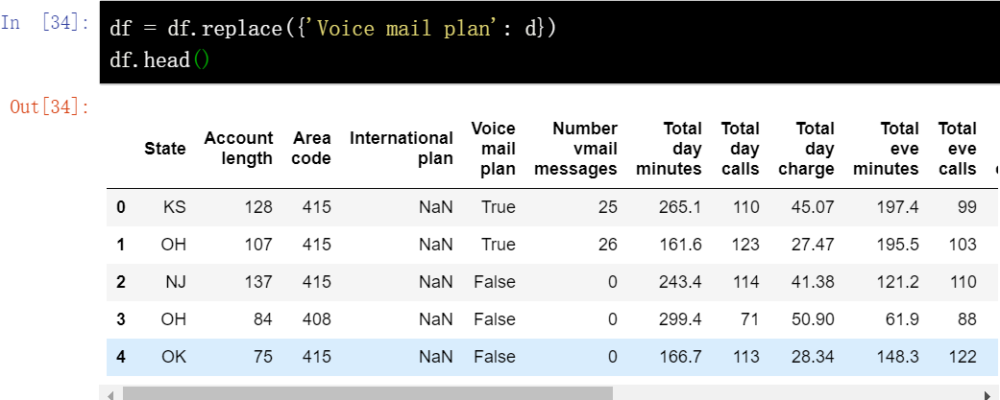 In [34]:
df = df.replace({'Voice mail plan': d})
df.head()
Out[34]:
State Account length Area code International plan Voice mail plan Number vmail messages Total day minutes Total day calls Total day charge Total eve minutes Total eve calls
0 KS 128 415 NaN True 25 265.1 110 45.07 197.4 99
1 OH 107 415 NaN True 26 161.6 123 27.47 195.5 103
2 NJ 137 415 NaN False 0 243.4 114 41.38 121.2 110
3 OH 84 408 NaN False 0 299.4 71 50.90 61.9 88
4 OK 75 415 NaN False 0 166.7 113 28.34 148.3 122